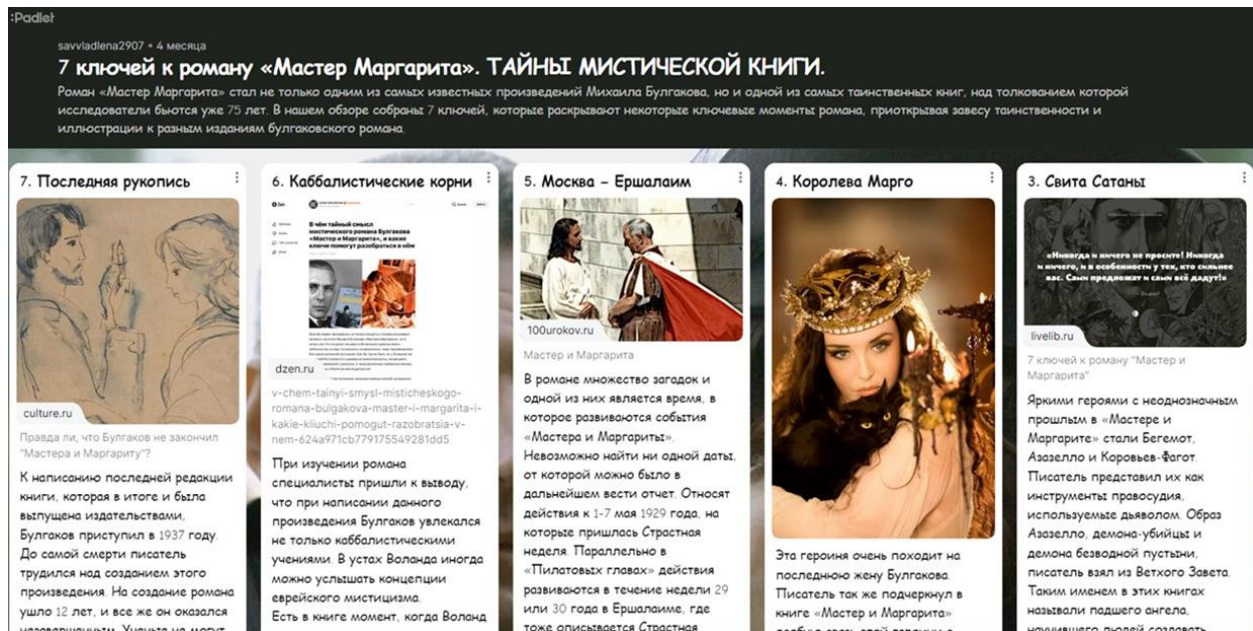 :Padlet
savvladlena2907 • 4 месяца
7 ключей к роману «Мастер Маргарита». ТАЙНЫ МИСТИЧЕСКОЙ КНИГИ.
Роман «Мастер Маргарита» стал не только одним из самых известных произведений Михаила Булгакова, но и одной из самых таинственных книг, над толкованием которой
исследователи бьются уже 75 лет. В нашем обзоре собраны 7 ключей, которые раскрывают некоторые ключевые моменты романа, приоткрывая завесу таинственности и
иллюстрации к разным изданиям булгаковского романа.
7. Последняя рукопись
culture.ru
Правда ли, что Булгаков не закончил
"Мастера и Маргариту"?
К написанию последней редакции
книги, которая в итоге и была
выпущена издательствами,
Булгаков приступил в 1937 году.
До самой смерти писатель
трудился над созданием этого
произведения. На создание романа
ушло 12 лет, и все же он оказался
6. Каббалистические корни
В чём тайный смысл
мистического романа Булгакова
«Мастер и Маргарита», и какие
ключи помогут разобраться в нём
dzen.ru
v-chem-tainyi-smysl-misticheskogo-
romana-bulgakova-master-i-margarita-i-
kakie-kliuchi-pomogut-razobratsia-v-
nem-624a971cb779175549281dd5
При изучении романа
специалисты пришли к выводу,
что при написании данного
произведения Булгаков увлекался
не только каббалистическими
учениями. В устах Воланда иногда
можно услышать концепции
еврейского мистицизма.
Есть в книге момент, когда Воланд
5. Москва – Ершалаим
100urokov.ru
Мастер и Маргарита
В романе множество загадок и
одной из них является время, в
которое развиваются события
«Мастера и Маргариты».
Невозможно найти ни одной даты,
от которой можно было в
дальнейшем вести отчет. Относят
действия к 1-7 мая 1929 года, на
которые пришлась Страстная
неделя. Параллельно в
«Пилатовых главах» действия
развиваются в течение недели 29
или 30 года в Ершалаиме, где
тоже описывается Страстная
4. Королева Марго
Эта героиня очень походит на
последнюю жену Булгакова.
Писатель так же подчеркнул в
книге «Мастер и Маргарита»
особую связь этой героини с
3. Свита Сатаны
«Никогда и ничего не просите! Никогда
и ничего, и в особенности у тех, кто сильнее
вас. Сами предложат и сами всё дадут!»
livelib.ru
7 ключей к роману "Мастер и
Маргарита"
Яркими героями с неоднозначным
прошлым в «Мастере и
Маргарите» стали Бегемот,
Азазелло и Коровьев-Фагот.
Писатель представил их как
инструменты правосудия,
используемые дьяволом. Образ
Азазелло, демона-убийцы и
демона безводной пустыни,
писатель взял из Ветхого Завета.
Таким именем в этих книгах
называли падшего ангела,
научившего людей создавать